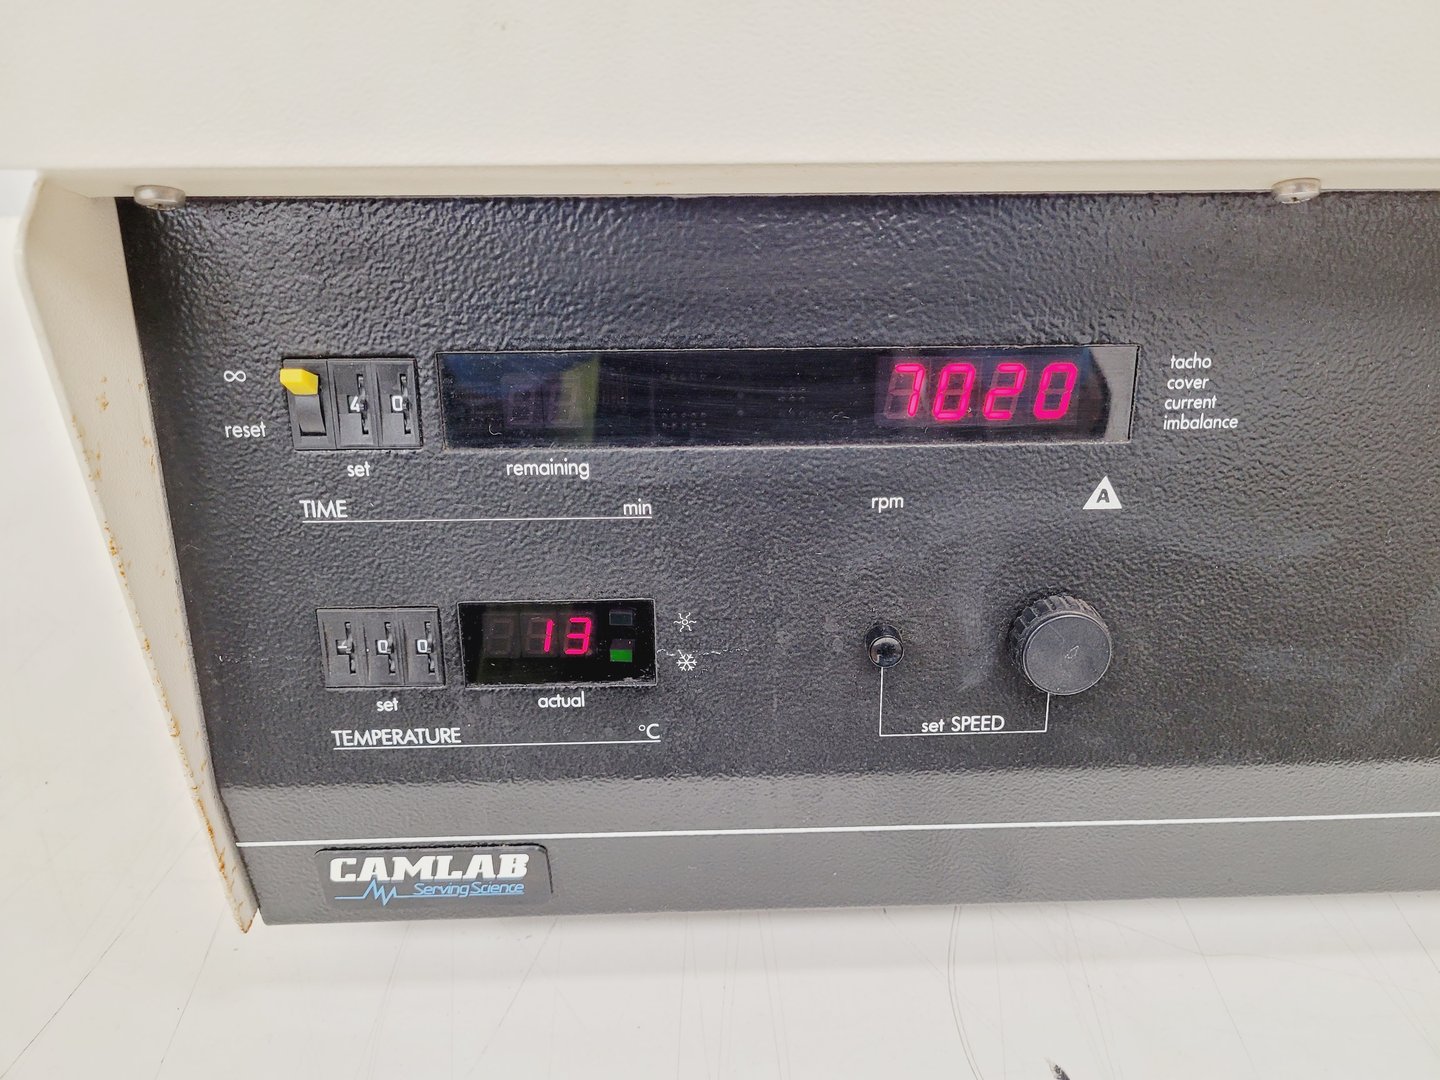 ∞
reset
4 0
set
remaining
TIME
min
7020
rpm
tacho
cover
current
imbalance
A
- 0 0
set
13
actual
TEMPERATURE
°C
set SPEED
CAMLAB
Serving Science